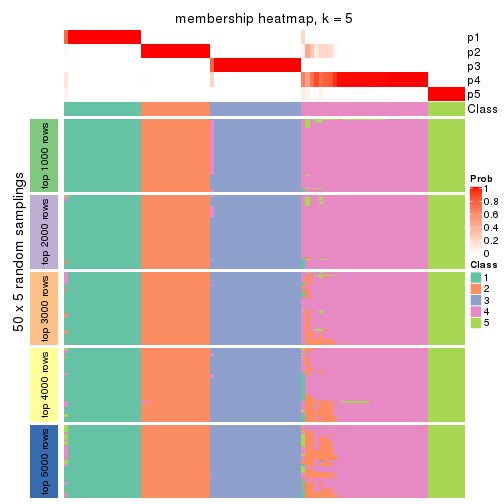 membership heatmap, k = 5
p1
p2
p3
p4
p5
Class
50 x 5 random samplings
top 1000 rows
top 2000 rows
top 3000 rows
top 4000 rows
top 5000 rows
Prob
1
0.8
0.6
0.4
0.2
0
Class
1
2
3
4
5